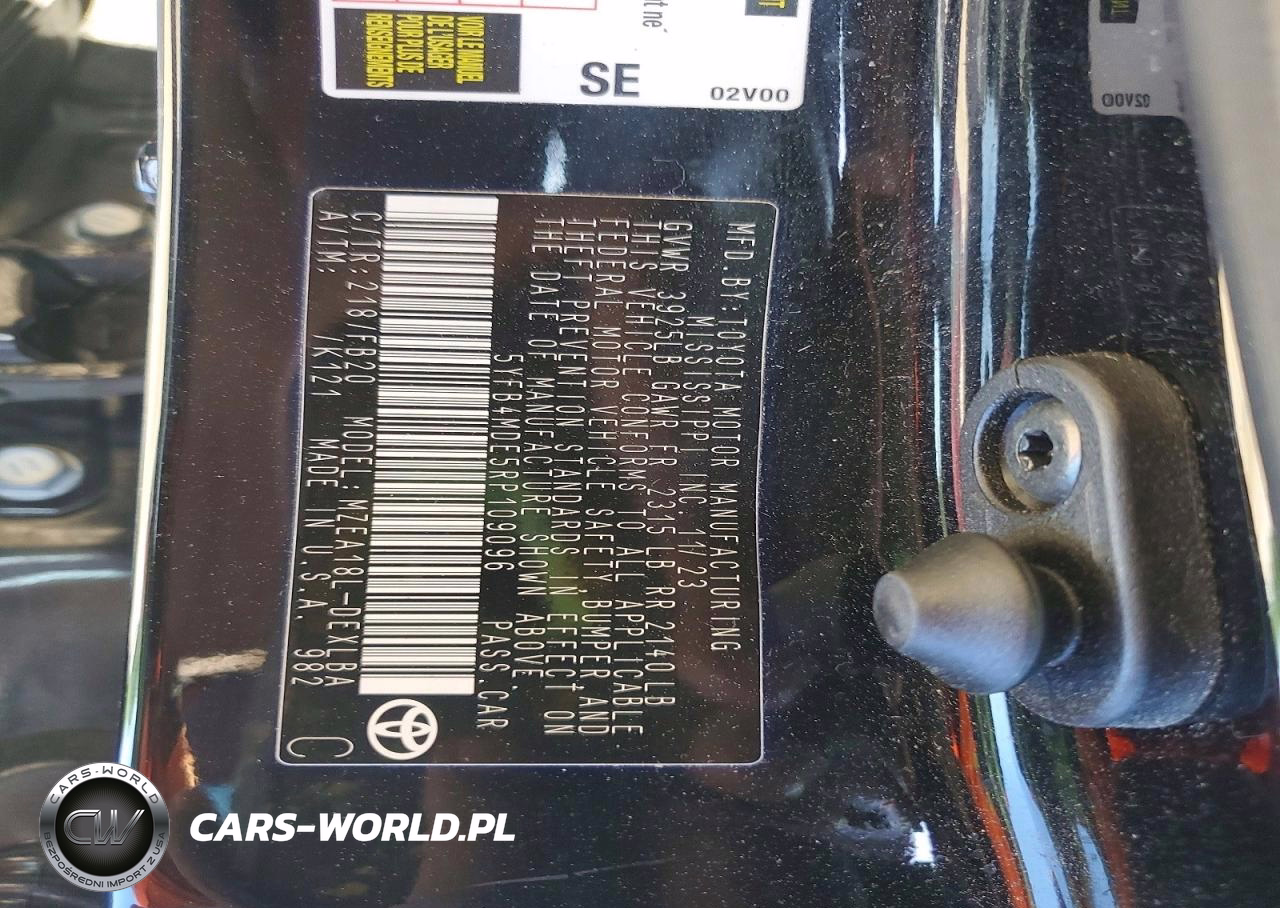 VOIR LE MANUEL
DE L'USAGER
POUR PLUS DE
RENSEIGNEMENTS
SE
02V00
02V00
MFD.BY:TOYOTA MOTOR MANUFACTURING
MISSISSIPPI INC. 11/23
GVWR 3925LB GAWR FR 2315 LB RR 2140LB
THIS VEHICLE CONFORMS TO ALL APPLICABLE
FEDERAL MOTOR VEHICLE SAFETY,BUMPER,AND
THEFT PREVENTION STANDARDS IN EFFECT ON
THE DATE OF MANUFACTURE SHOWN ABOVE.
5YFB4MDE5RP109096 PASS.CAR
C/TR:218/FB20 MODEL:MZEA18L-DEXLBA
A/TM: /K121 MADE IN U.S.A. 982
C
CARS-WORLD
CW
BEZPOŚREDNI IMPORT Z USA
CARS-WORLD.PL